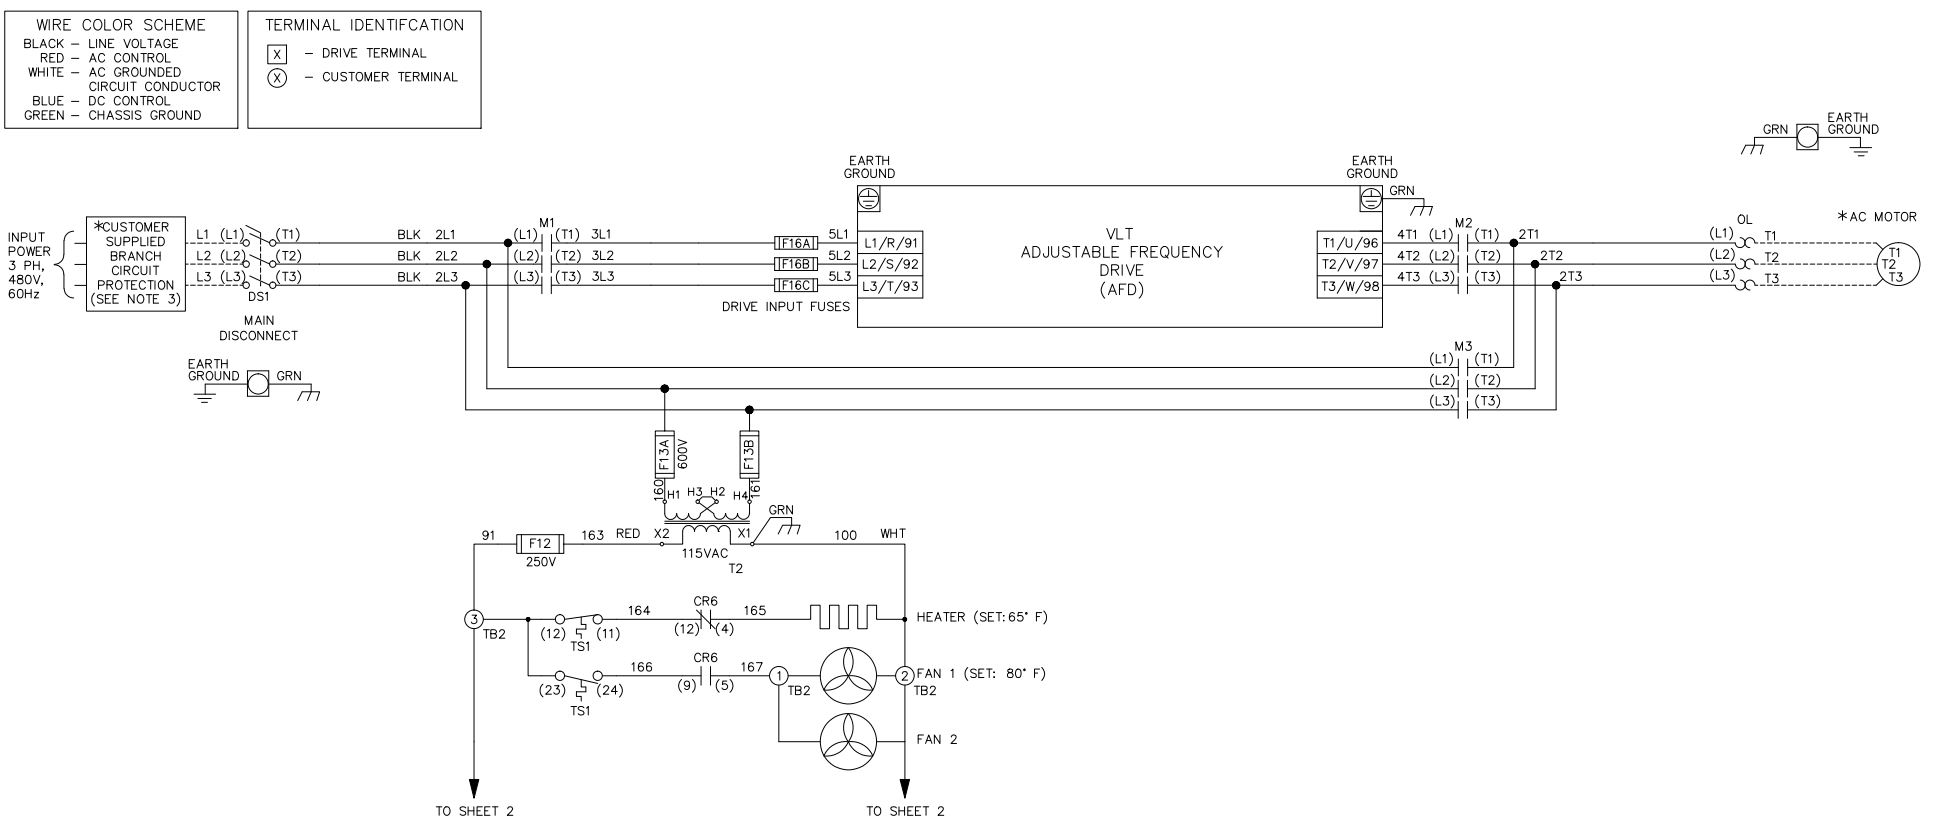 WIRE COLOR SCHEME
BLACK – LINE VOLTAGE
RED – AC CONTROL
WHITE – AC GROUNDED
CIRCUIT CONDUCTOR
BLUE – DC CONTROL
GREEN – CHASSIS GROUND
TERMINAL IDENTIFCATION
X – DRIVE TERMINAL
X – CUSTOMER TERMINAL
GRN
EARTH
GROUND
INPUT
POWER
3 PH,
480V,
60Hz
*CUSTOMER
SUPPLIED
BRANCH
CIRCUIT
PROTECTION
(SEE NOTE 3)
L1 (L1) (T1)
L2 (L2) (T2)
L3 (L3) (T3)
DS1
MAIN
DISCONNECT
EARTH
GROUND
GRN
BLK 2L1
BLK 2L2
BLK 2L3
M1
(L1) (T1) 3L1
(L2) (T2) 3L2
(L3) (T3) 3L3
F16A
F16B
F16C
DRIVE INPUT FUSES
5L1
5L2
5L3
EARTH
GROUND
L1/R/91
L2/S/92
L3/T/93
VLT
ADJUSTABLE FREQUENCY
DRIVE
(AFD)
EARTH
GROUND
GRN
T1/U/96
T2/V/97
T3/W/98
M2
4T1 (L1) (T1) 2T1
4T2 (L2) (T2) 2T2
4T3 (L3) (T3) 2T3
OL
(L1) T1
(L2) T2
(L3) T3
*AC MOTOR
T1
T2
T3
M3
(L1) (T1)
(L2) (T2)
(L3) (T3)
F13A
600V
F13B
160
161
H1 H3 H2 H4
GRN
91
F12
250V
163 RED X2
X1
100 WHT
115VAC
T2
3
TB2
(12) (11)
TS1
164
CR6
(12) (4)
165
HEATER (SET:65° F)
(23) (24)
TS1
166
CR6
(9) (5)
167
1
TB2
2
TB2
FAN 1 (SET: 80° F)
FAN 2
TO SHEET 2
TO SHEET 2